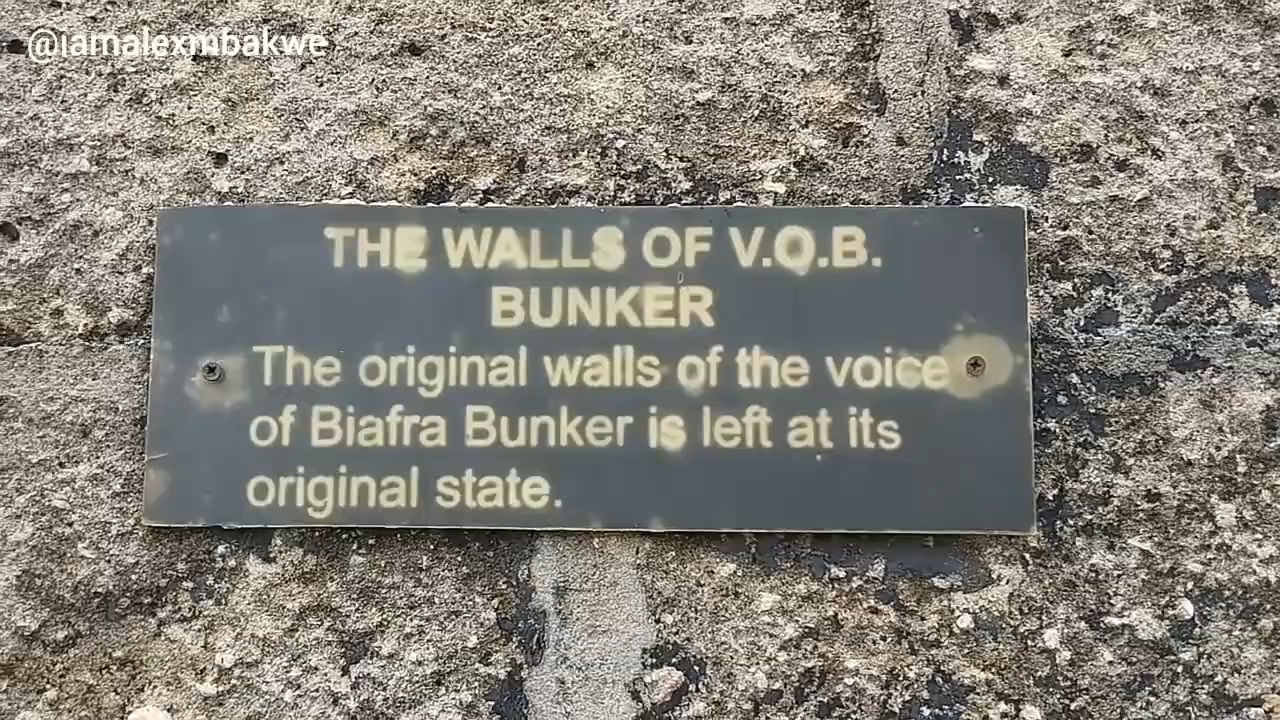 @iamalexmbakwe
THE WALLS OF V.O.B.
BUNKER
The original walls of the voice
of Biafra Bunker is left at its
original state.